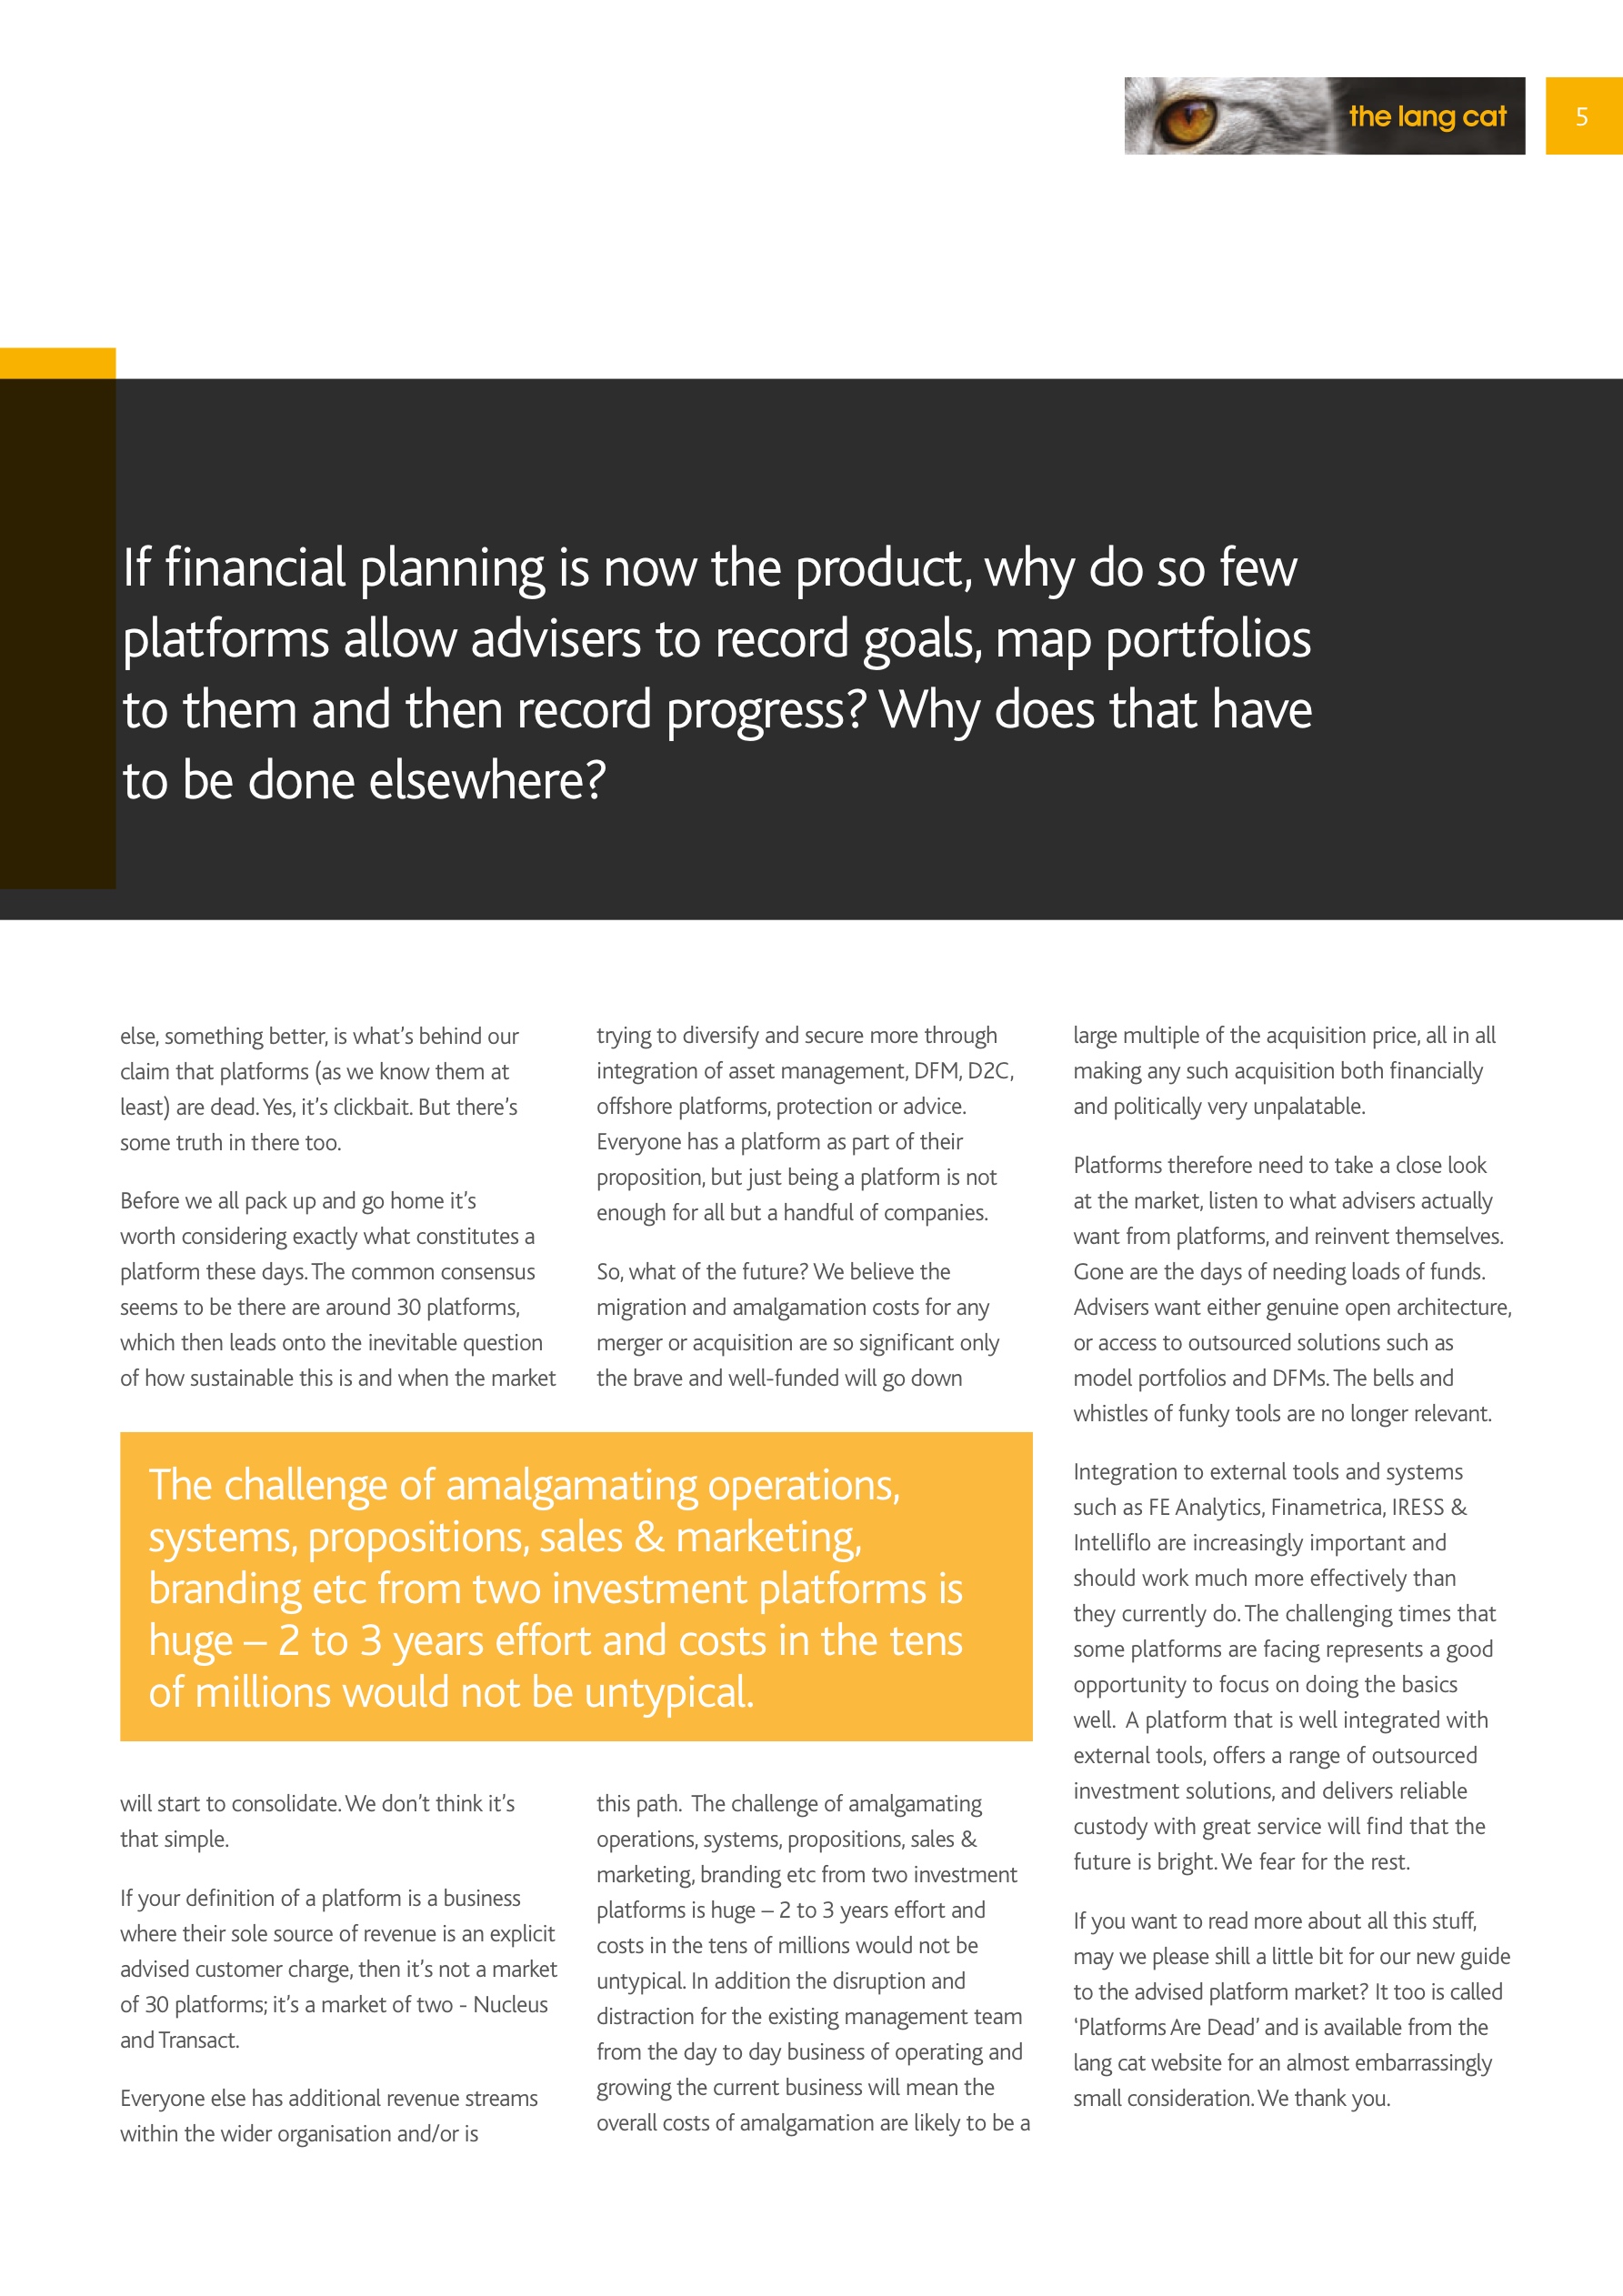 the lang cat
5
If financial planning is now the product, why do so few
platforms allow advisers to record goals, map portfolios
to them and then record progress? Why does that have
to be done elsewhere?
else, something better, is what’s behind our
claim that platforms (as we know them at
least) are dead. Yes, it’s clickbait. But there’s
some truth in there too.
Before we all pack up and go home it’s
worth considering exactly what constitutes a
platform these days. The common consensus
seems to be there are around 30 platforms,
which then leads onto the inevitable question
of how sustainable this is and when the market
will start to consolidate. We don’t think it’s
that simple.
If your definition of a platform is a business
where their sole source of revenue is an explicit
advised customer charge, then it’s not a market
of 30 platforms; it’s a market of two - Nucleus
and Transact.
Everyone else has additional revenue streams
within the wider organisation and/or is
trying to diversify and secure more through
integration of asset management, DFM, D2C,
offshore platforms, protection or advice.
Everyone has a platform as part of their
proposition, but just being a platform is not
enough for all but a handful of companies.
So, what of the future? We believe the
migration and amalgamation costs for any
merger or acquisition are so significant only
the brave and well-funded will go down
this path.  The challenge of amalgamating
operations, systems, propositions, sales &
marketing, branding etc from two investment
platforms is huge – 2 to 3 years effort and
costs in the tens of millions would not be
untypical. In addition the disruption and
distraction for the existing management team
from the day to day business of operating and
growing the current business will mean the
overall costs of amalgamation are likely to be a
large multiple of the acquisition price, all in all
making any such acquisition both financially
and politically very unpalatable.
Platforms therefore need to take a close look
at the market, listen to what advisers actually
want from platforms, and reinvent themselves.
Gone are the days of needing loads of funds.
Advisers want either genuine open architecture,
or access to outsourced solutions such as
model portfolios and DFMs. The bells and
whistles of funky tools are no longer relevant.
Integration to external tools and systems
such as FE Analytics, Finametrica, IRESS &
Intelliflo are increasingly important and
should work much more effectively than
they currently do. The challenging times that
some platforms are facing represents a good
opportunity to focus on doing the basics
well.  A platform that is well integrated with
external tools, offers a range of outsourced
investment solutions, and delivers reliable
custody with great service will find that the
future is bright. We fear for the rest.
If you want to read more about all this stuff,
may we please shill a little bit for our new guide
to the advised platform market? It too is called
‘Platforms Are Dead’ and is available from the
lang cat website for an almost embarrassingly
small consideration. We thank you.
The challenge of amalgamating operations,
systems, propositions, sales & marketing,
branding etc from two investment platforms is
huge – 2 to 3 years effort and costs in the tens
of millions would not be untypical.